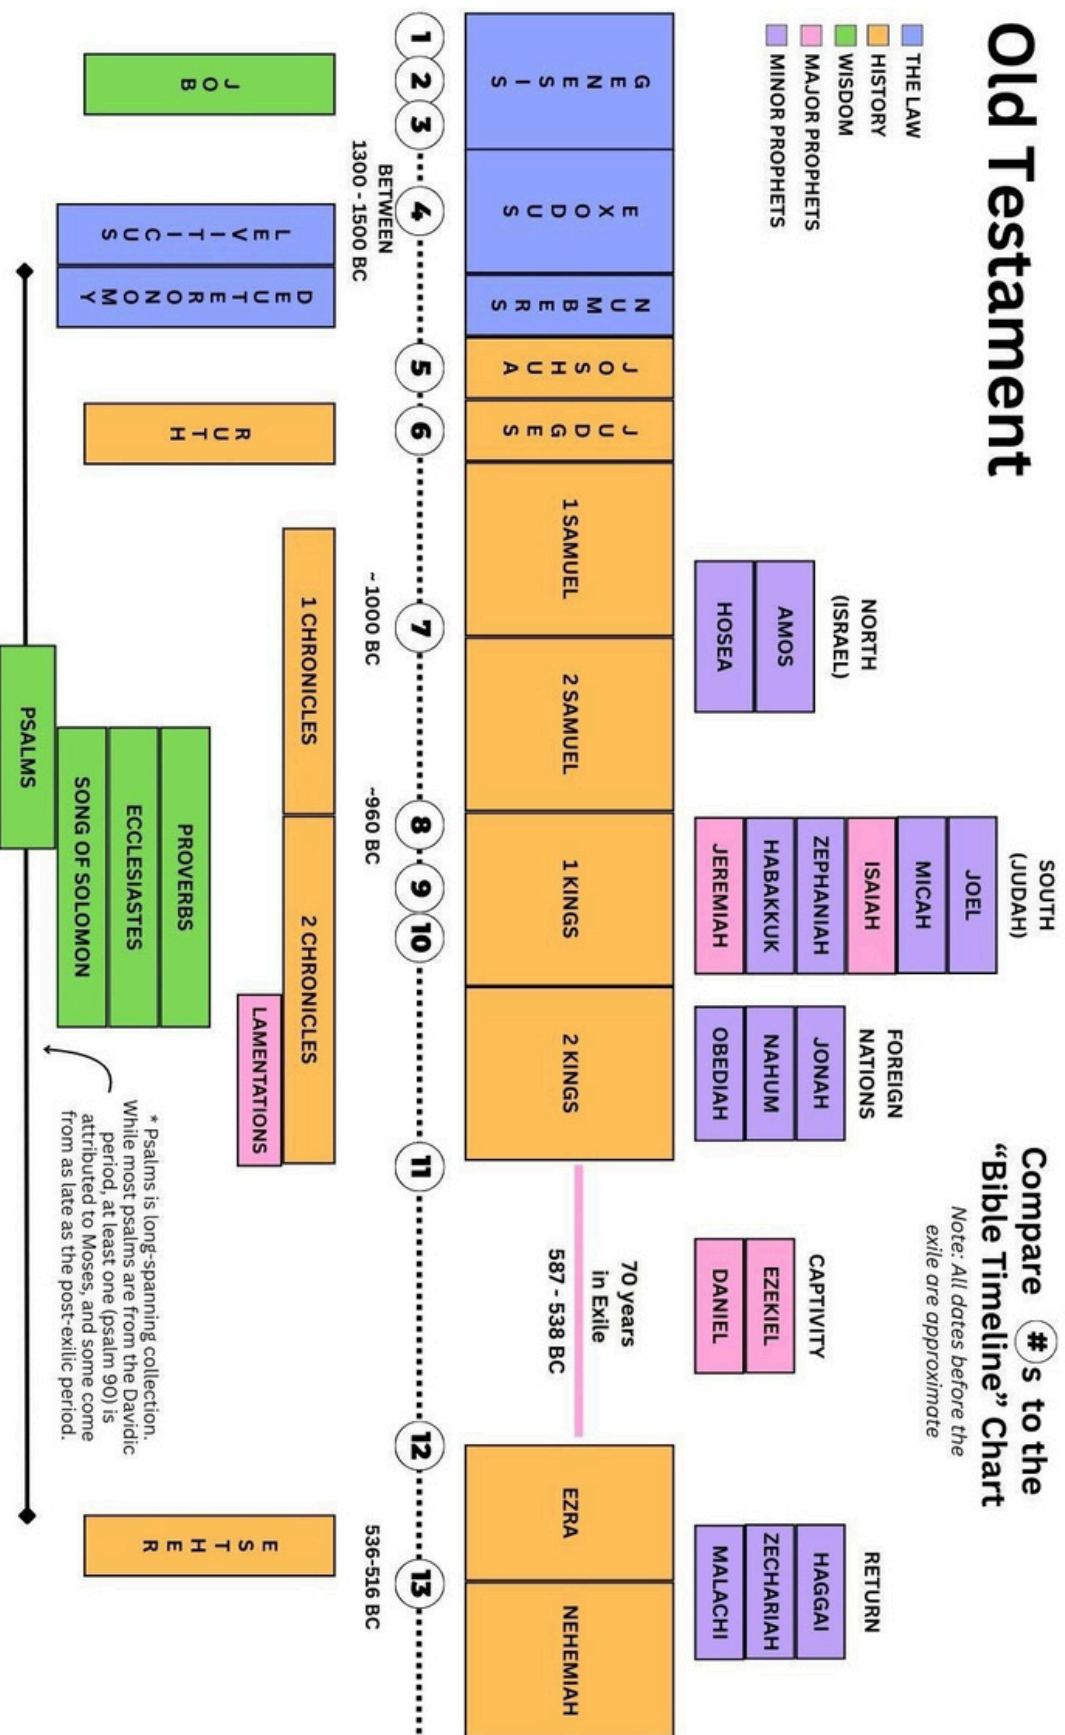 Old Testament
THE LAW
HISTORY
WISDOM
MAJOR PROPHETS
MINOR PROPHETS
Compare #s to the
“Bible Timeline” Chart
Note: All dates before the
exile are approximate
NORTH
(ISRAEL)
AMOS
HOSEA
SOUTH
(JUDAH)
JOEL
MICAH
ISAIAH
ZEPHANIAH
HABAKKUK
JEREMIAH
FOREIGN
NATIONS
JONAH
NAHUM
OBEDIAH
CAPTIVITY
EZEKIEL
DANIEL
RETURN
HAGGAI
ZECHARIAH
MALACHI
GENESIS
EXODUS
NUMBERS
JOSHUA
JUDGES
1 SAMUEL
2 SAMUEL
1 KINGS
2 KINGS
70 years
in Exile
587 - 538 BC
EZRA
NEHEMIAH
1
2
3
4
5
6
7
8
9
10
11
12
13
BETWEEN
1300 - 1500 BC
~ 1000 BC
~960 BC
536-516 BC
JOB
LEVITICUS
DEUTERONOMY
RUTH
1 CHRONICLES
2 CHRONICLES
LAMENTATIONS
ESTHER
PROVERBS
ECCLESIASTES
SONG OF SOLOMON
PSALMS
* Psalms is long-spanning collection.
While most psalms are from the Davidic
period, at least one (psalm 90) is
attributed to Moses, and some come
from as late as the post-exilic period.